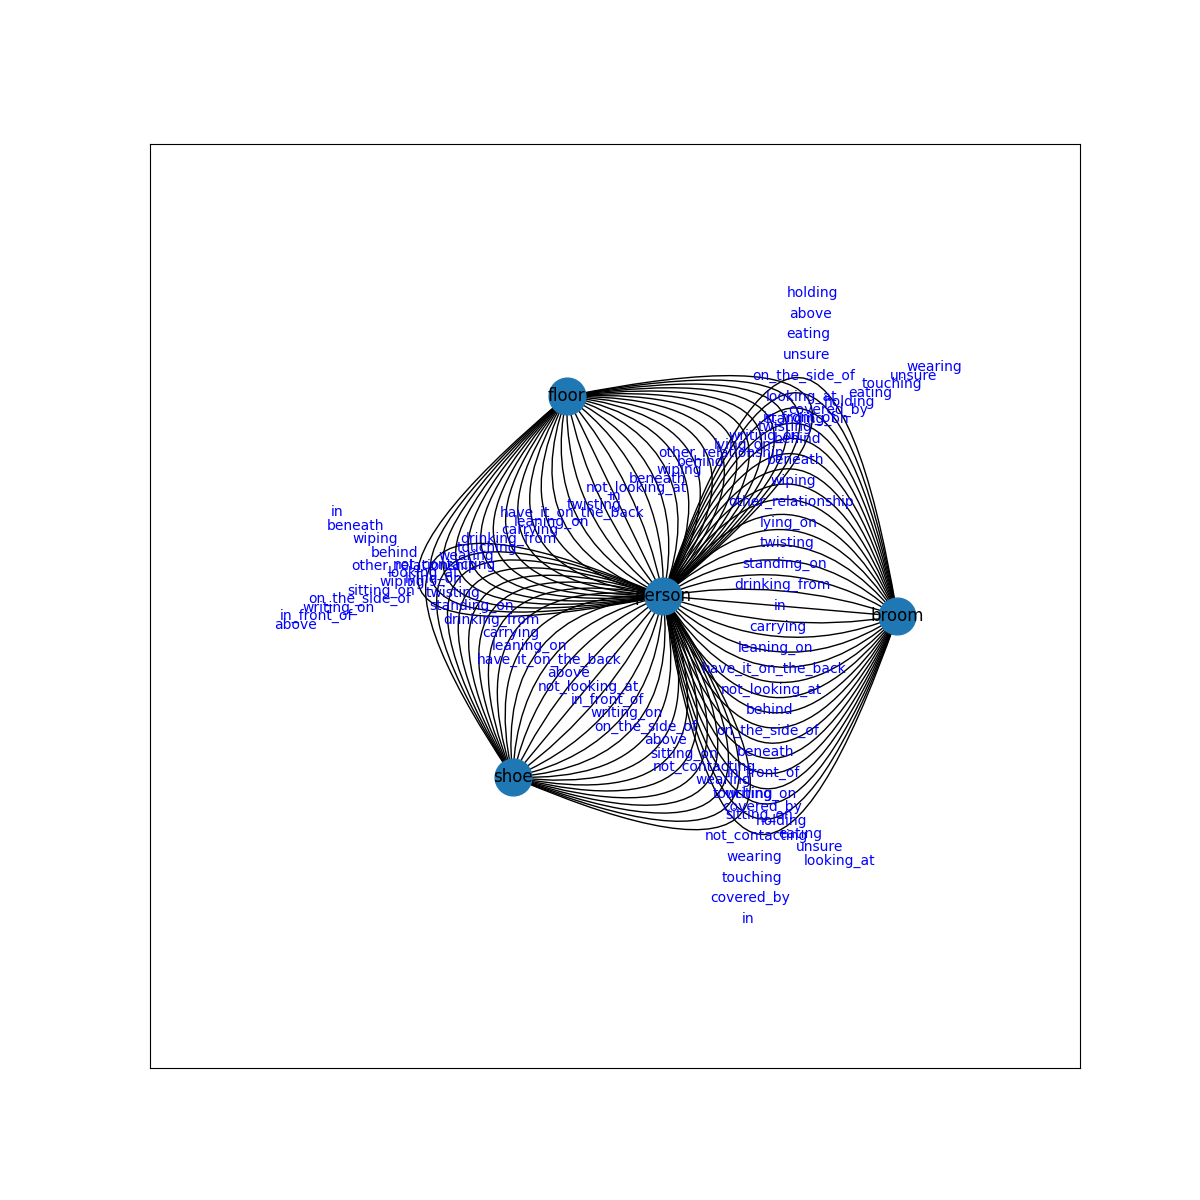 holding
above
eating
unsure
wearing
on_the_side_of
unsure
touching
floor
looking_at
eating
holding
covered_by
standing_on
twisting
writing_on
behind
lying_on
other_relationship
beneath
behind
wiping
beneath
wiping
not_looking_at
in
other_relationship
twisting
in
have_it_on_the_back
leaning_on
lying_on
beneath
carrying
wiping
drinking_from
twisting
touching
behind
wearing
standing_on
other_relationship
not_contacting
looking_at
lying_on
wiping
drinking_from
sitting_on
twisting
person
on_the_side_of
standing_on
in
writing_on
in_front_of
broom
above
drinking_from
carrying
carrying
leaning_on
leaning_on
have_it_on_the_back
have_it_on_the_back
above
not_looking_at
not_looking_at
in_front_of
behind
writing_on
on_the_side_of
on_the_side_of
above
sitting_on
beneath
not_contacting
in_front_of
shoe
wearing
touching
writing_on
covered_by
sitting_on
holding
not_contacting
eating
unsure
wearing
looking_at
touching
covered_by
in